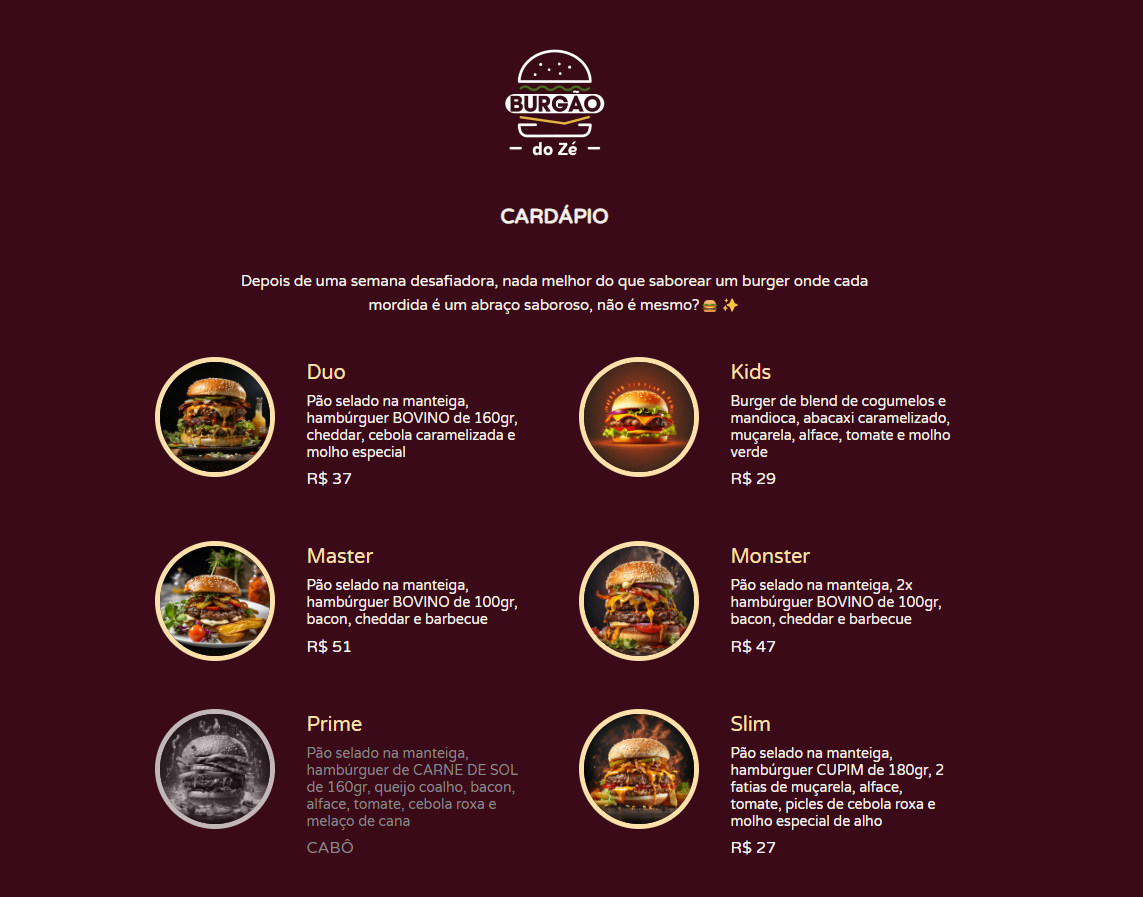 BURGÃO
do Zé
CARDÁPIO
Depois de uma semana desafiadora, nada melhor do que saborear um burger onde cada
mordida é um abraço saboroso, não é mesmo? 🍔 ✨
Duo
Pão selado na manteiga,
hambúrguer BOVINO de 160gr,
cheddar, cebola caramelizada e
molho especial
R$ 37
Kids
Burger de blend de cogumelos e
mandioca, abacaxi caramelizado,
muçarela, alface, tomate e molho
verde
R$ 29
Master
Pão selado na manteiga,
hambúrguer BOVINO de 100gr,
bacon, cheddar e barbecue
R$ 51
Monster
Pão selado na manteiga, 2x
hambúrguer BOVINO de 100gr,
bacon, cheddar e barbecue
R$ 47
Prime
Pão selado na manteiga,
hambúrguer de CARNE DE SOL
de 160gr, queijo coalho, bacon,
alface, tomate, cebola roxa e
melaço de cana
CABÔ
Slim
Pão selado na manteiga,
hambúrguer CUPIM de 180gr, 2
fatias de muçarela, alface,
tomate, picles de cebola roxa e
molho especial de alho
R$ 27